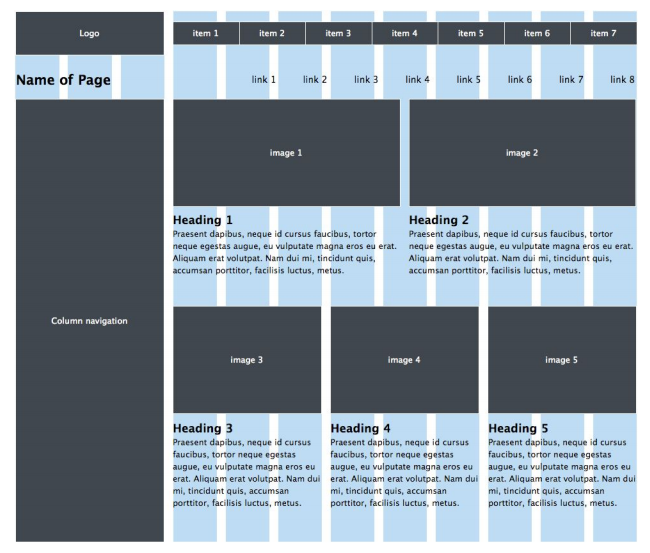 Logo
item 1 item 2 item 3 item 4 item 5 item 6 item 7
Name of Page
link 1 link 2 link 3 link 4 link 5 link 6 link 7 link 8
Column navigation
image 1
image 2
Heading 1
Praesent dapibus, neque id cursus faucibus, tortor
neque egestas augue, eu vulputate magna eros eu erat.
Aliquam erat volutpat. Nam dui mi, tincidunt quis,
accumsan porttitor, facilisis luctus, metus.
Heading 2
Praesent dapibus, neque id cursus faucibus, tortor
neque egestas augue, eu vulputate magna eros eu erat.
Aliquam erat volutpat. Nam dui mi, tincidunt quis,
accumsan porttitor, facilisis luctus, metus.
image 3
image 4
image 5
Heading 3
Praesent dapibus, neque id cursus
faucibus, tortor neque egestas
augue, eu vulputate magna eros eu
erat. Aliquam erat volutpat. Nam dui
mi, tincidunt quis, accumsan
porttitor, facilisis luctus, metus.
Heading 4
Praesent dapibus, neque id cursus
faucibus, tortor neque egestas
augue, eu vulputate magna eros eu
erat. Aliquam erat volutpat. Nam dui
mi, tincidunt quis, accumsan
porttitor, facilisis luctus, metus.
Heading 5
Praesent dapibus, neque id cursus
faucibus, tortor neque egestas
augue, eu vulputate magna eros eu
erat. Aliquam erat volutpat. Nam dui
mi, tincidunt quis, accumsan
porttitor, facilisis luctus, metus.